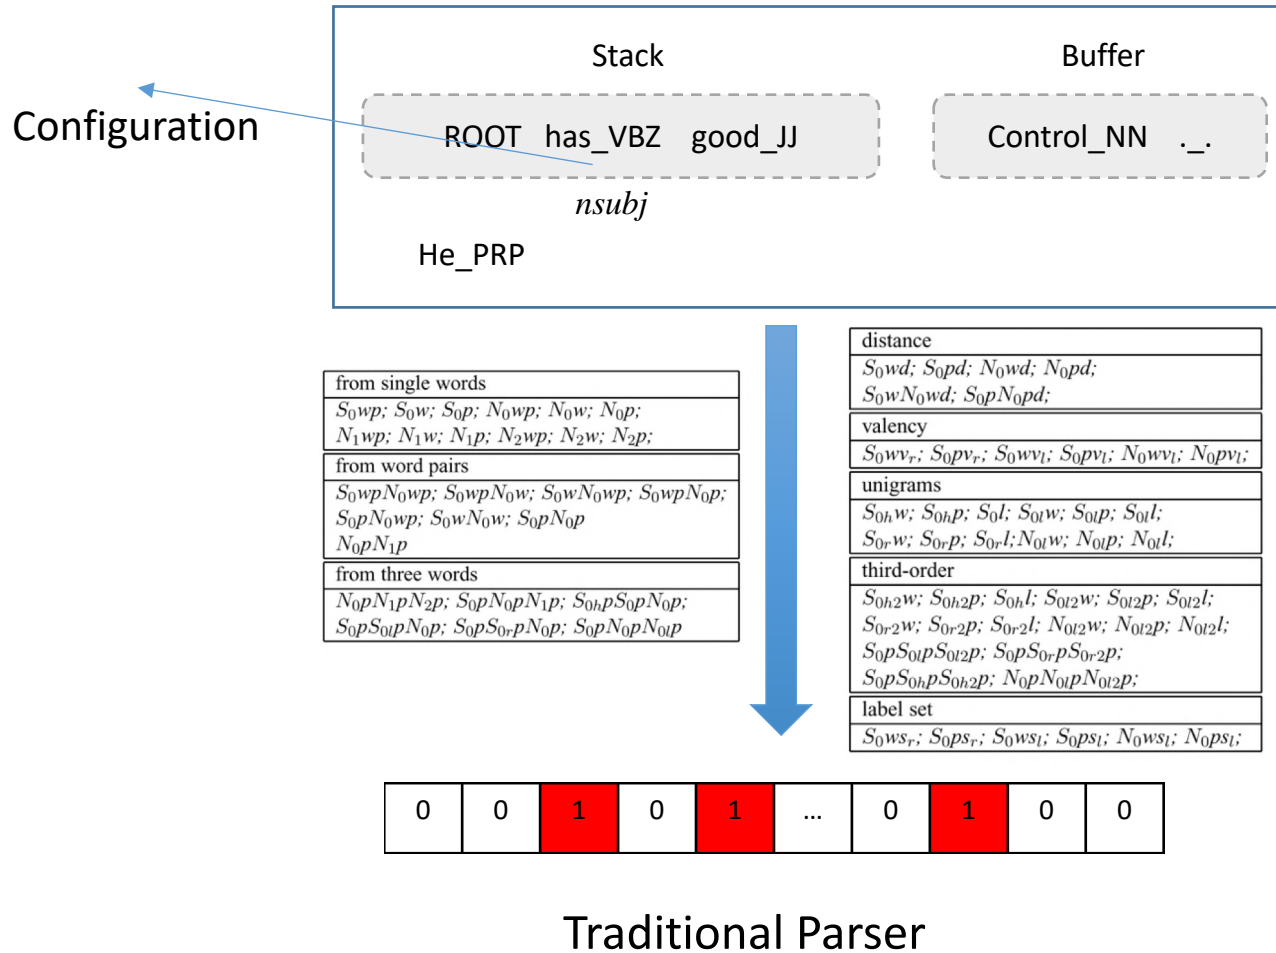 Stack
Buffer
Configuration
ROOT has_VBZ good_JJ
Control_NN ._.
nsubj
He_PRP
from single words
S₀wp; S₀w; S₀p; N₀wp; N₀w; N₀p;
N₁wp; N₁w; N₁p; N₂wp; N₂w; N₂p;
from word pairs
S₀wpN₀wp; S₀wpN₀w; S₀wN₀wp; S₀wpN₀p;
S₀pN₀wp; S₀wN₀w; S₀pN₀p
N₀pN₁p
from three words
N₀pN₁pN₂p; S₀pN₀pN₁p; S₀ₕpS₀pN₀p;
S₀pS₀ₗpN₀p; S₀pS₀ᵣpN₀p; S₀pN₀pN₀ₗp
distance
S₀wd; S₀pd; N₀wd; N₀pd;
S₀wN₀wd; S₀pN₀pd;
valency
S₀wvᵣ; S₀pvᵣ; S₀wvₗ; S₀pvₗ; N₀wvₗ; N₀pvₗ;
unigrams
S₀ₕw; S₀ₕp; S₀l; S₀ₗw; S₀ₗp; S₀ₗl;
S₀ᵣw; S₀ᵣp; S₀ᵣl;N₀ₗw; N₀ₗp; N₀ₗl;
third-order
S₀ₕ₂w; S₀ₕ₂p; S₀ₕl; S₀ₗ₂w; S₀ₗ₂p; S₀ₗ₂l;
S₀ᵣ₂w; S₀ᵣ₂p; S₀ᵣ₂l; N₀ₗ₂w; N₀ₗ₂p; N₀ₗ₂l;
S₀pS₀ₗpS₀ₗ₂p; S₀pS₀ᵣpS₀ᵣ₂p;
S₀pS₀ₕpS₀ₕ₂p; N₀pN₀ₗpN₀ₗ₂p;
label set
S₀wsᵣ; S₀psᵣ; S₀wsₗ; S₀psₗ; N₀wsₗ; N₀psₗ;
0 0 1 0 1 ... 0 1 0 0
Traditional Parser